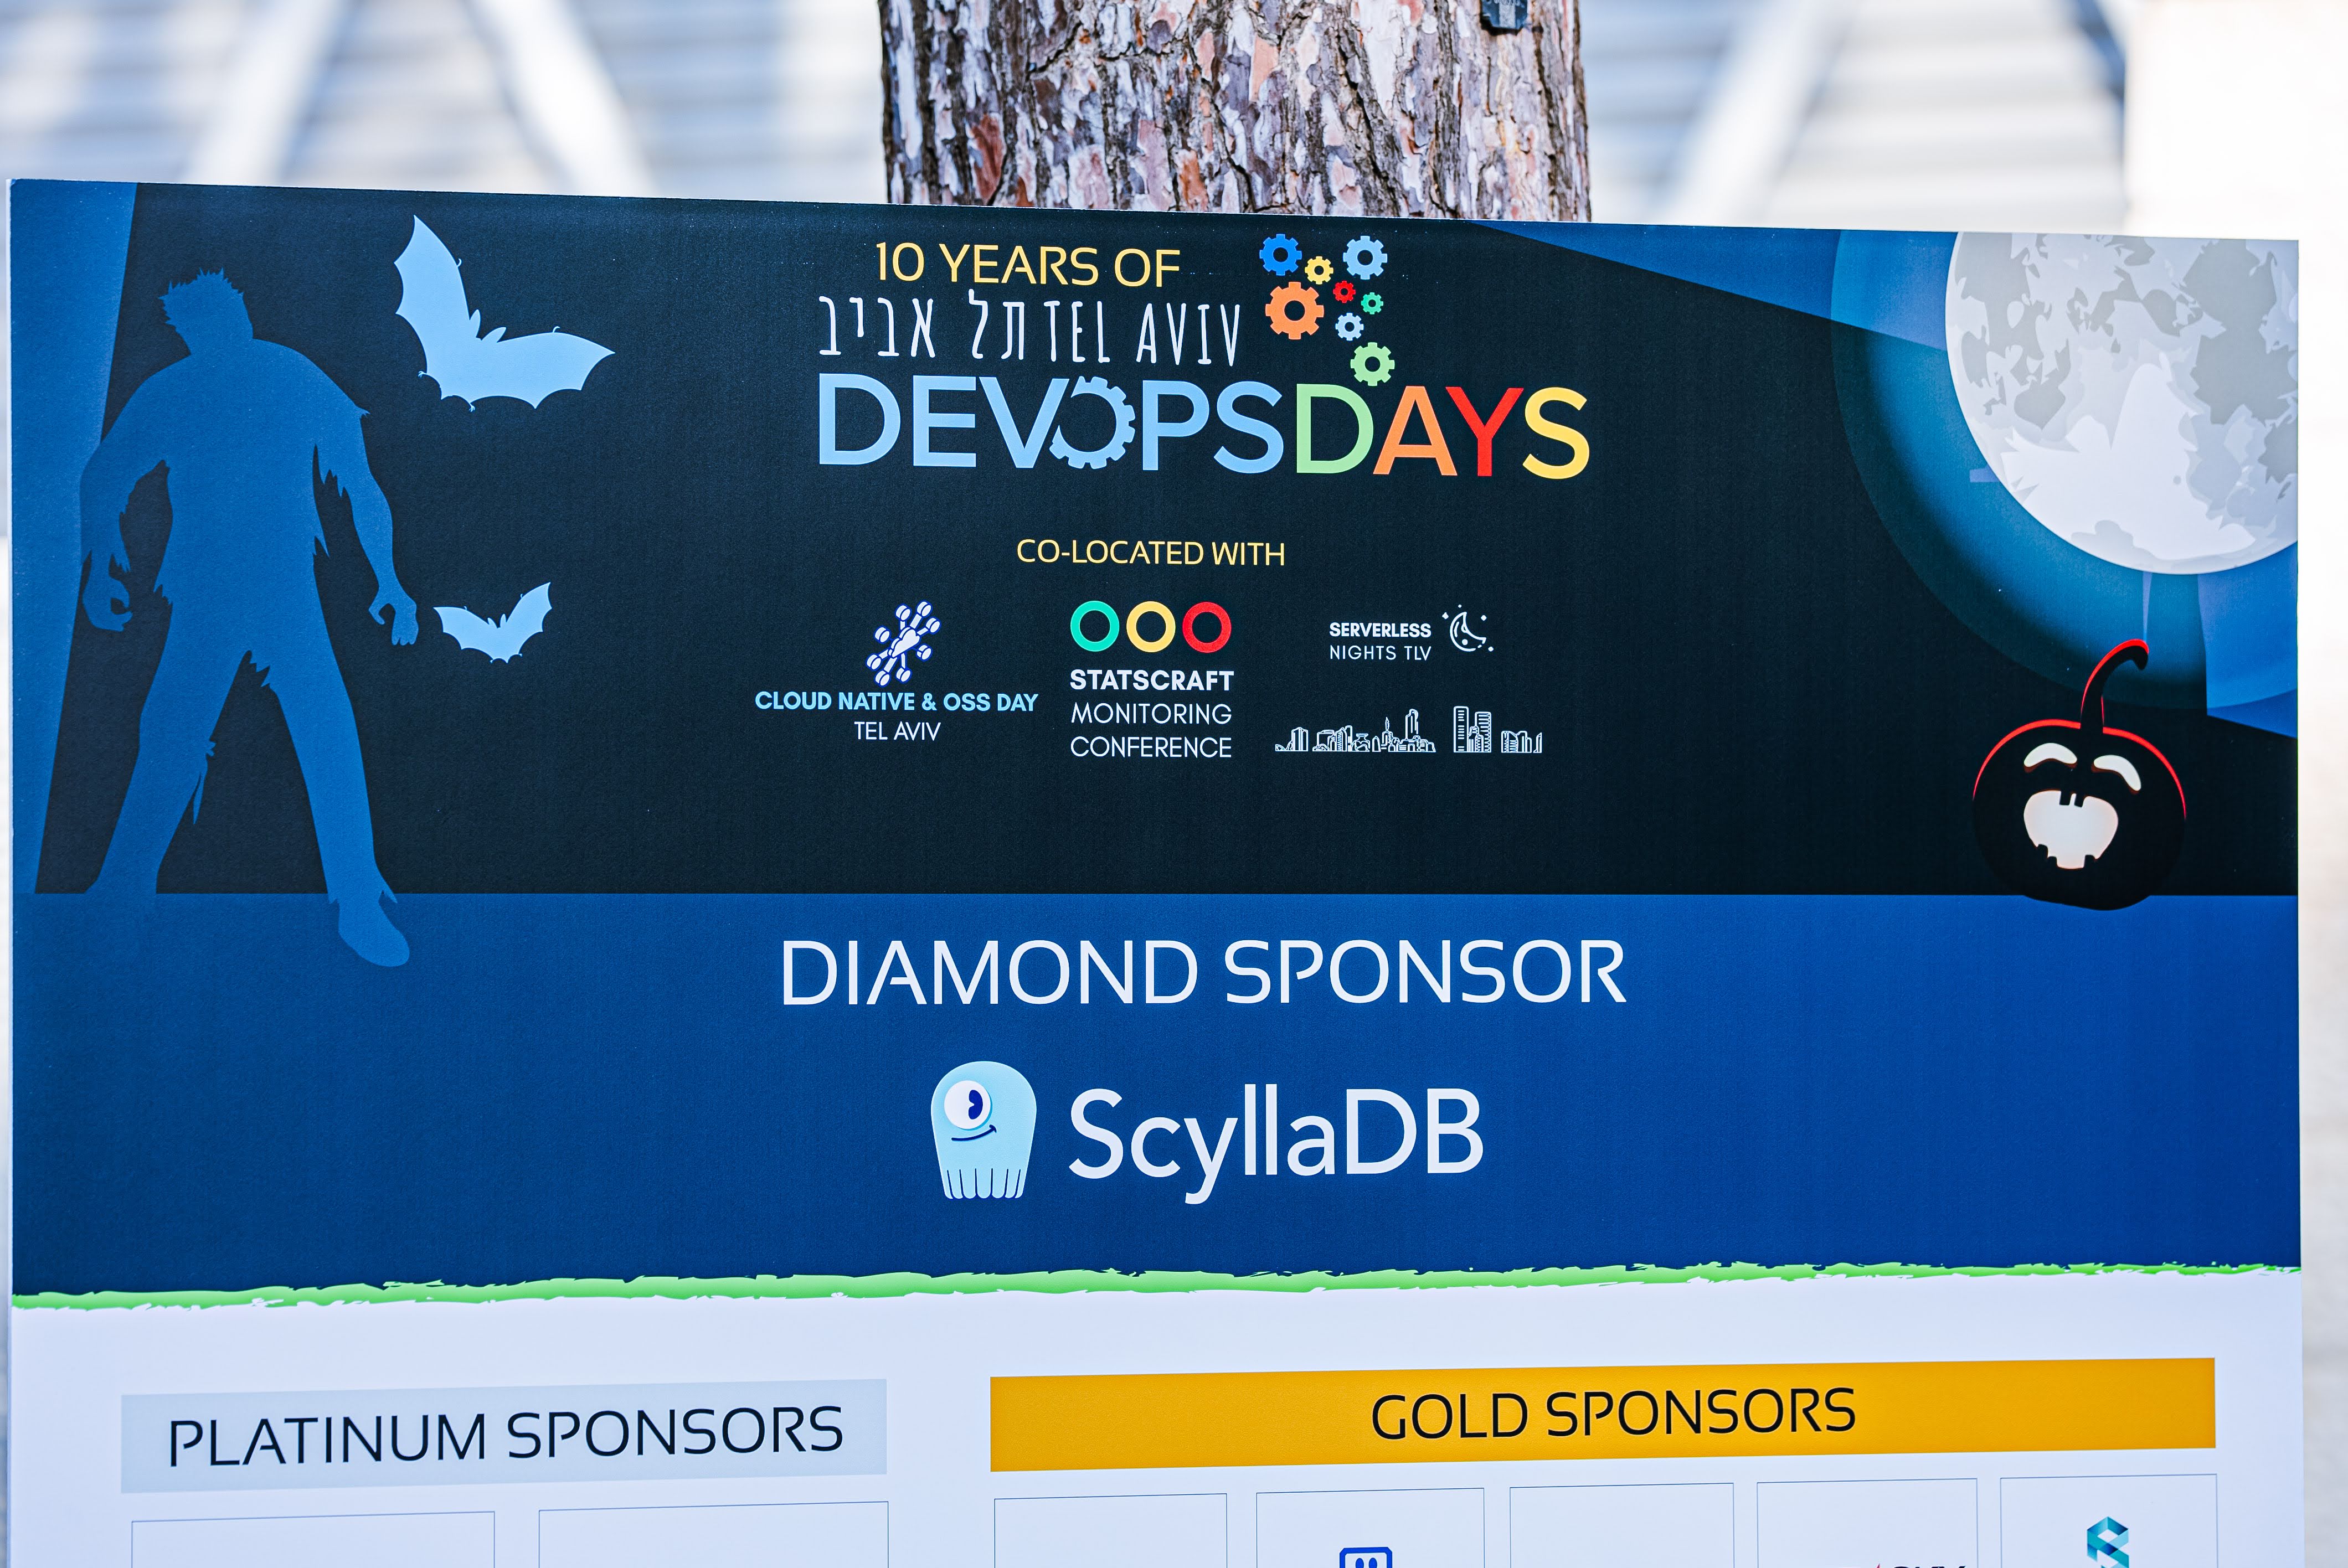 10 YEARS OF
תל אביב TEL AVIV
DEVOPSDAYS
CO-LOCATED WITH
CLOUD NATIVE & OSS DAY
TEL AVIV
STATSCRAFT
MONITORING
CONFERENCE
SERVERLESS
NIGHTS TLV
DIAMOND SPONSOR
ScyllaDB
PLATINUM SPONSORS
GOLD SPONSORS